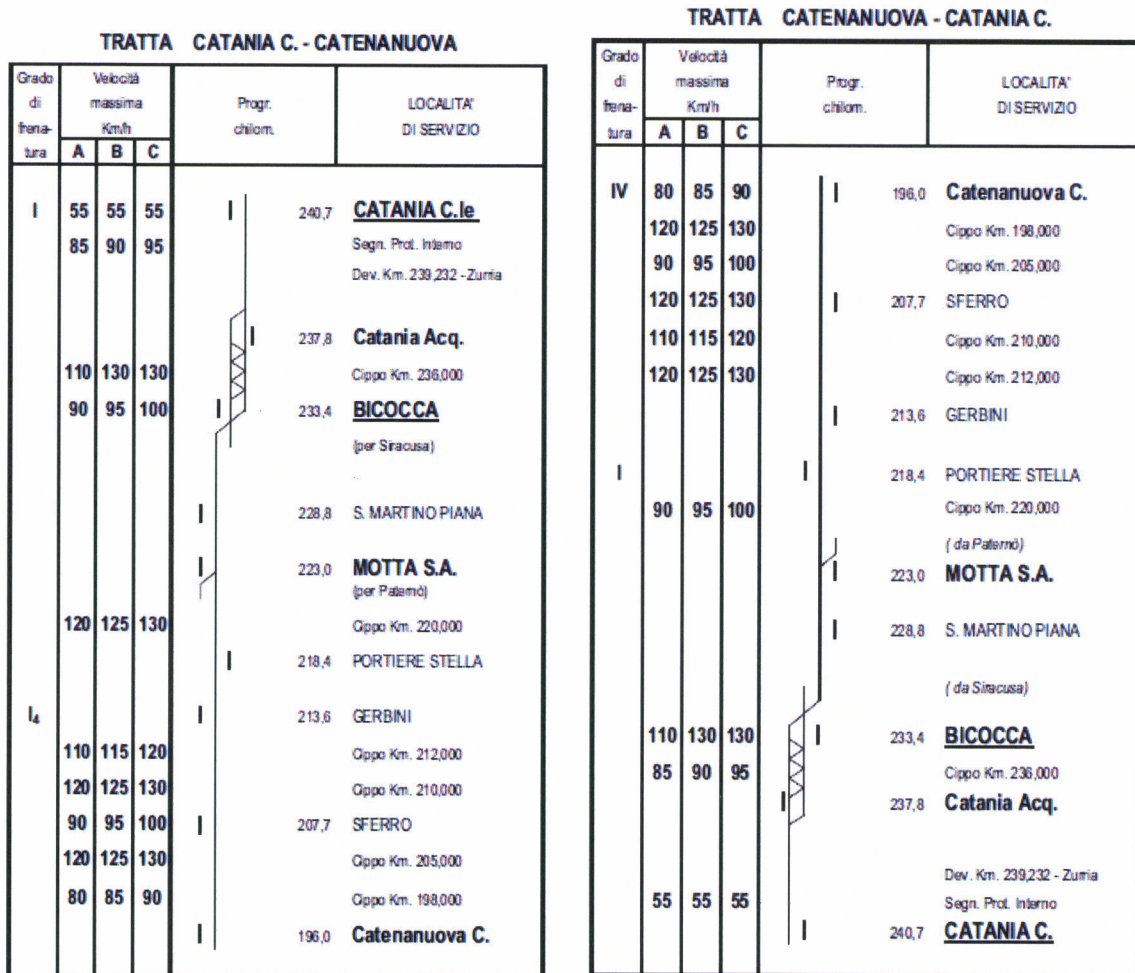 TRATTA CATANIA C. - CATENANUOVA
Grado di frena- tura
Velocità massima Km/h
A B C
Progr. chilom.
LOCALITA' DI SERVIZIO
I 55 55 55 240,7 CATANIA C.le
85 90 95 Segn. Prot. Interno
Dev. Km. 239,232 - Zurria
237,8 Catania Acq.
110 130 130 Cippo Km. 236,000
90 95 100 233,4 BICOCCA
(per Siracusa)
228,8 S. MARTINO PIANA
223,0 MOTTA S.A.
(per Paternò)
120 125 130 Cippo Km. 220,000
218,4 PORTIERE STELLA
I4 213,6 GERBINI
110 115 120 Cippo Km. 212,000
120 125 130 Cippo Km. 210,000
90 95 100 207,7 SFERRO
120 125 130 Cippo Km. 205,000
80 85 90 Cippo Km. 198,000
196,0 Catenanuova C.
TRATTA CATENANUOVA - CATANIA C.
Grado di frena- tura
Velocità massima Km/h
A B C
Progr. chilom.
LOCALITA' DI SERVIZIO
IV 80 85 90 196,0 Catenanuova C.
120 125 130 Cippo Km. 198,000
90 95 100 Cippo Km. 205,000
120 125 130 207,7 SFERRO
110 115 120 Cippo Km. 210,000
120 125 130 Cippo Km. 212,000
213,6 GERBINI
I 218,4 PORTIERE STELLA
90 95 100 Cippo Km. 220,000
( da Paternò)
223,0 MOTTA S.A.
228,8 S. MARTINO PIANA
( da Siracusa)
110 130 130 233,4 BICOCCA
85 90 95 Cippo Km. 236,000
237,8 Catania Acq.
Dev. Km. 239,232 - Zurria
55 55 55 Segn. Prot. Interno
240,7 CATANIA C.